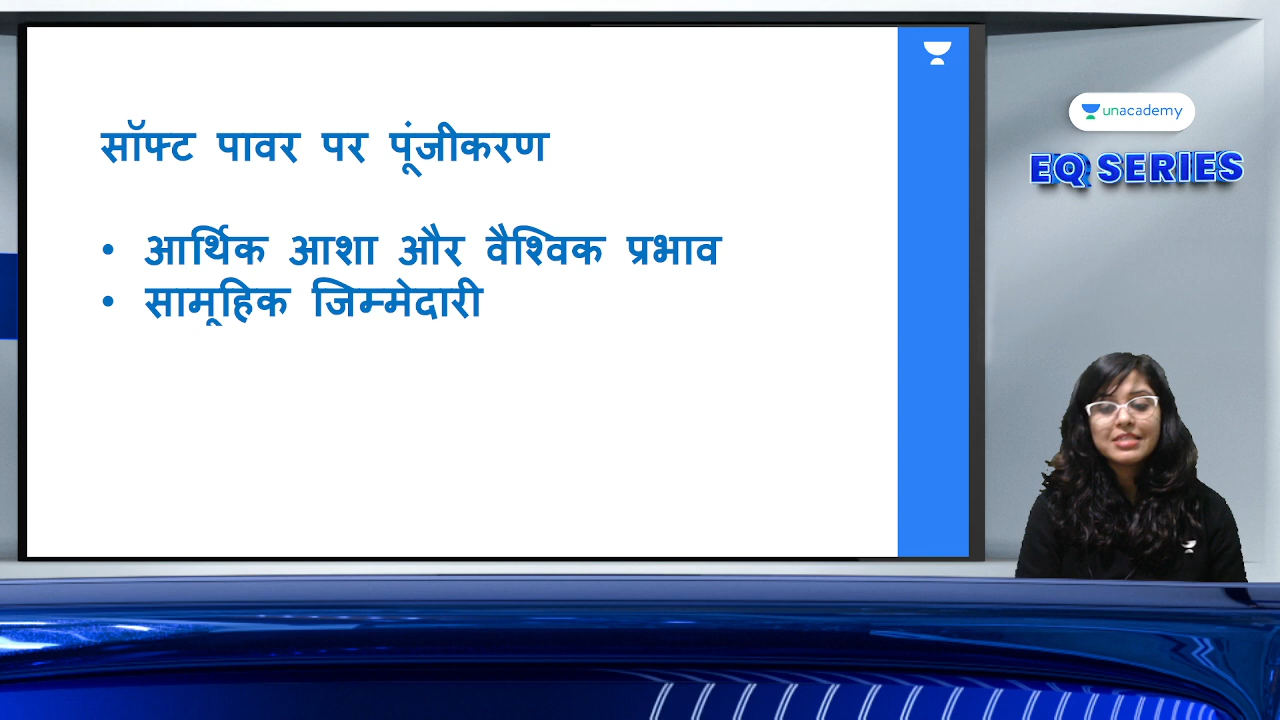 सॉफ्ट पावर पर पूंजीकरण
• आर्थिक आशा और वैश्विक प्रभाव
• सामूहिक जिम्मेदारी
unacademy
EQ SERIES